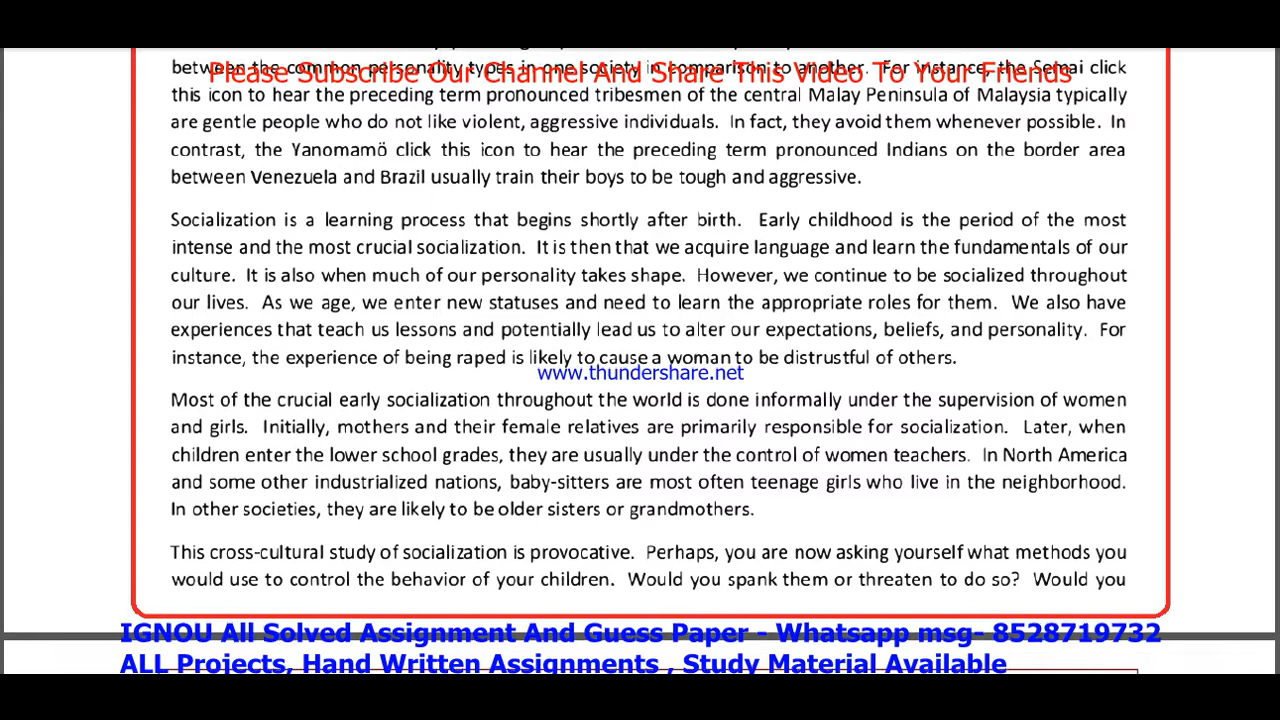 between the common personality types in one society in comparison to another.  For instance, the Semai click
Please Subscribe Our Channel And Share This Video To Your Friends
this icon to hear the preceding term pronounced tribesmen of the central Malay Peninsula of Malaysia typically
are gentle people who do not like violent, aggressive individuals.  In fact, they avoid them whenever possible.  In
contrast, the Yanomamö click this icon to hear the preceding term pronounced Indians on the border area
between Venezuela and Brazil usually train their boys to be tough and aggressive.
Socialization is a learning process that begins shortly after birth.  Early childhood is the period of the most
intense and the most crucial socialization.  It is then that we acquire language and learn the fundamentals of our
culture.  It is also when much of our personality takes shape.  However, we continue to be socialized throughout
our lives.  As we age, we enter new statuses and need to learn the appropriate roles for them.  We also have
experiences that teach us lessons and potentially lead us to alter our expectations, beliefs, and personality.  For
instance, the experience of being raped is likely to cause a woman to be distrustful of others.
www.thundershare.net
Most of the crucial early socialization throughout the world is done informally under the supervision of women
and girls.  Initially, mothers and their female relatives are primarily responsible for socialization.  Later, when
children enter the lower school grades, they are usually under the control of women teachers.  In North America
and some other industrialized nations, baby-sitters are most often teenage girls who live in the neighborhood.
In other societies, they are likely to be older sisters or grandmothers.
This cross-cultural study of socialization is provocative.  Perhaps, you are now asking yourself what methods you
would use to control the behavior of your children.  Would you spank them or threaten to do so?  Would you
IGNOU All Solved Assignment And Guess Paper - Whatsapp msg- 8528719732
ALL Projects, Hand Written Assignments , Study Material Available